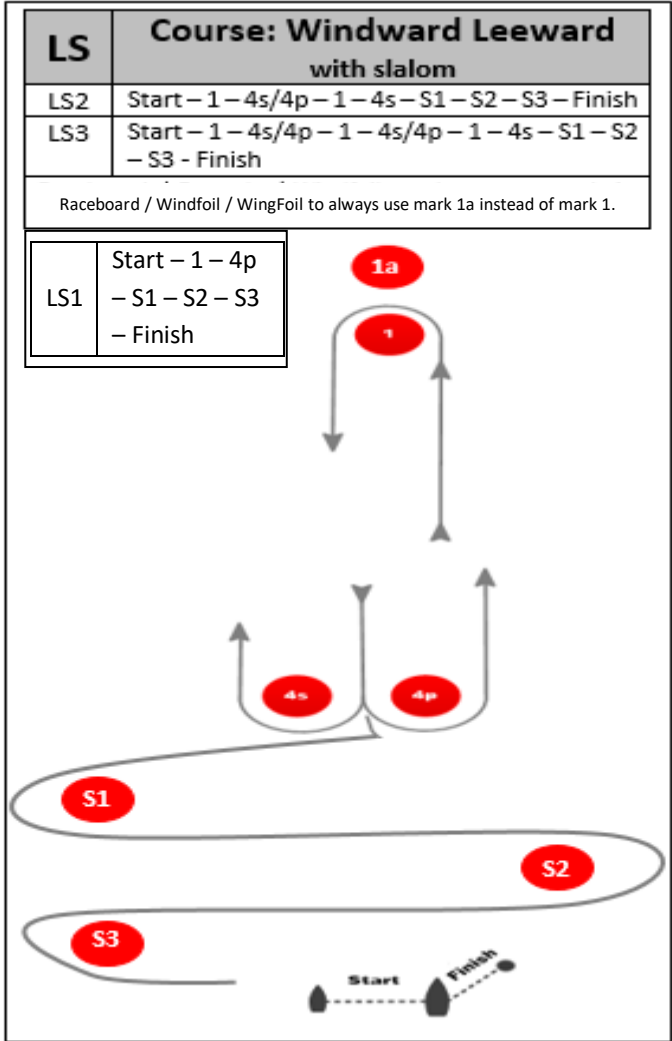 LS
Course: Windward Leeward
with slalom
LS2
Start – 1 – 4s/4p – 1 – 4s – S1 – S2 – S3 – Finish
LS3
Start – 1 – 4s/4p – 1 – 4s/4p – 1 – 4s – S1 – S2
– S3 - Finish
Raceboard / Windfoil / WingFoil to always use mark 1a instead of mark 1.
LS1
Start – 1 – 4p
– S1 – S2 – S3
– Finish
1a
1
4s
4p
S1
S2
S3
Start
Finish